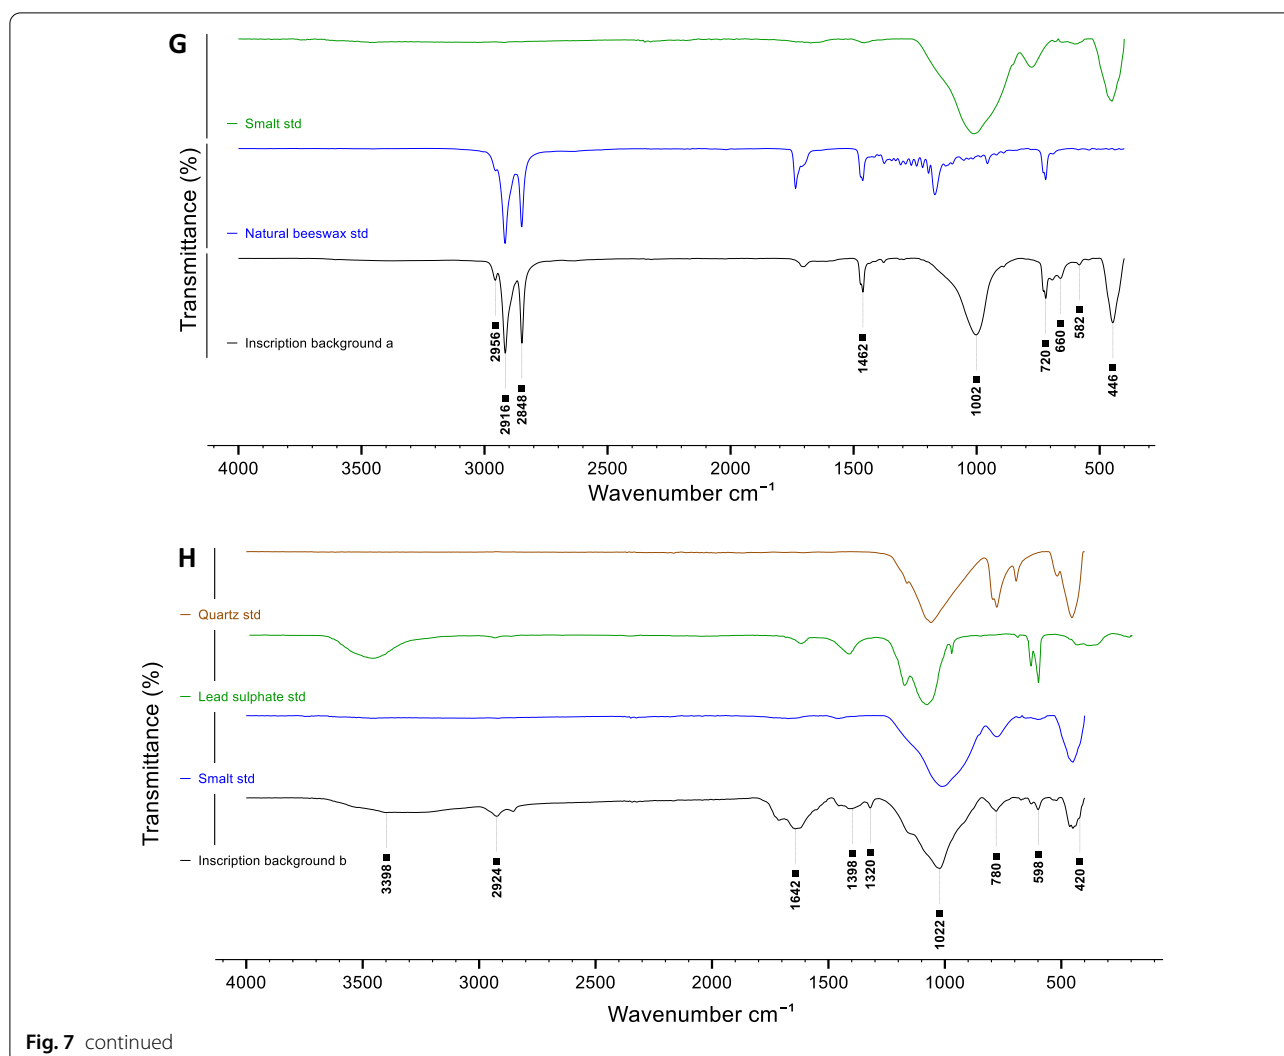 G
Transmittance (%)
— Smalt std
— Natural beeswax std
— Inscription background a
2956
2916
2848
1462
1002
720
660
582
446
4000 3500 3000 2500 2000 1500 1000 500
Wavenumber cm⁻¹
H
Transmittance (%)
— Quartz std
— Lead sulphate std
— Smalt std
— Inscription background b
3398
2924
1642
1398
1320
1022
780
598
420
4000 3500 3000 2500 2000 1500 1000 500
Wavenumber cm⁻¹
Fig. 7 continued